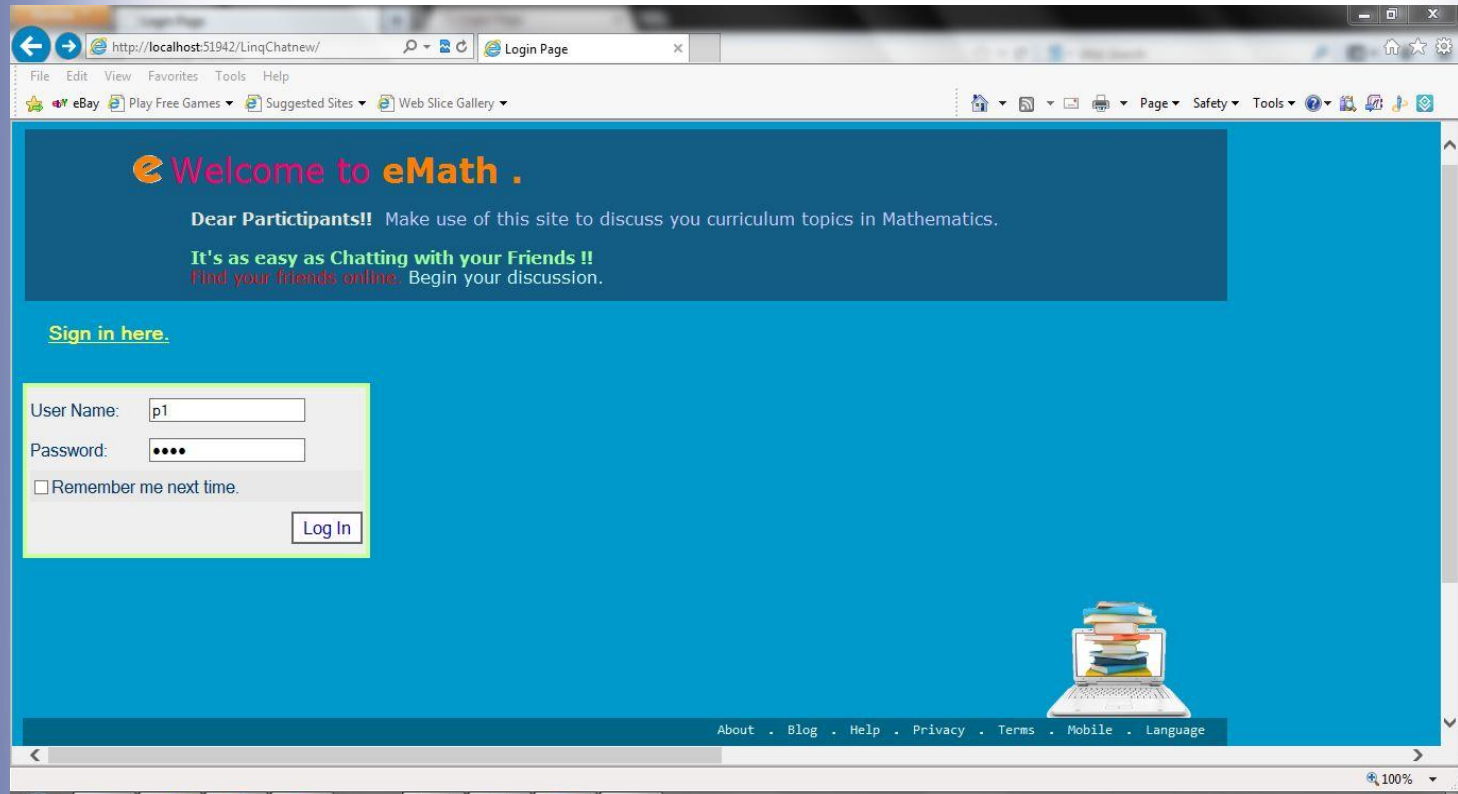 Login Page
http://localhost:51942/LinqChatnew/
Login Page
File Edit View Favorites Tools Help
eBay Play Free Games Suggested Sites Web Slice Gallery
Page Safety Tools
e Welcome to eMath .
Dear Partictipants!! Make use of this site to discuss you curriculum topics in Mathematics.
It's as easy as Chatting with your Friends !!
Find your friends online. Begin your discussion.
Sign in here.
User Name: p1
Password: ••••
Remember me next time.
Log In
About . Blog . Help . Privacy . Terms . Mobile . Language
100%